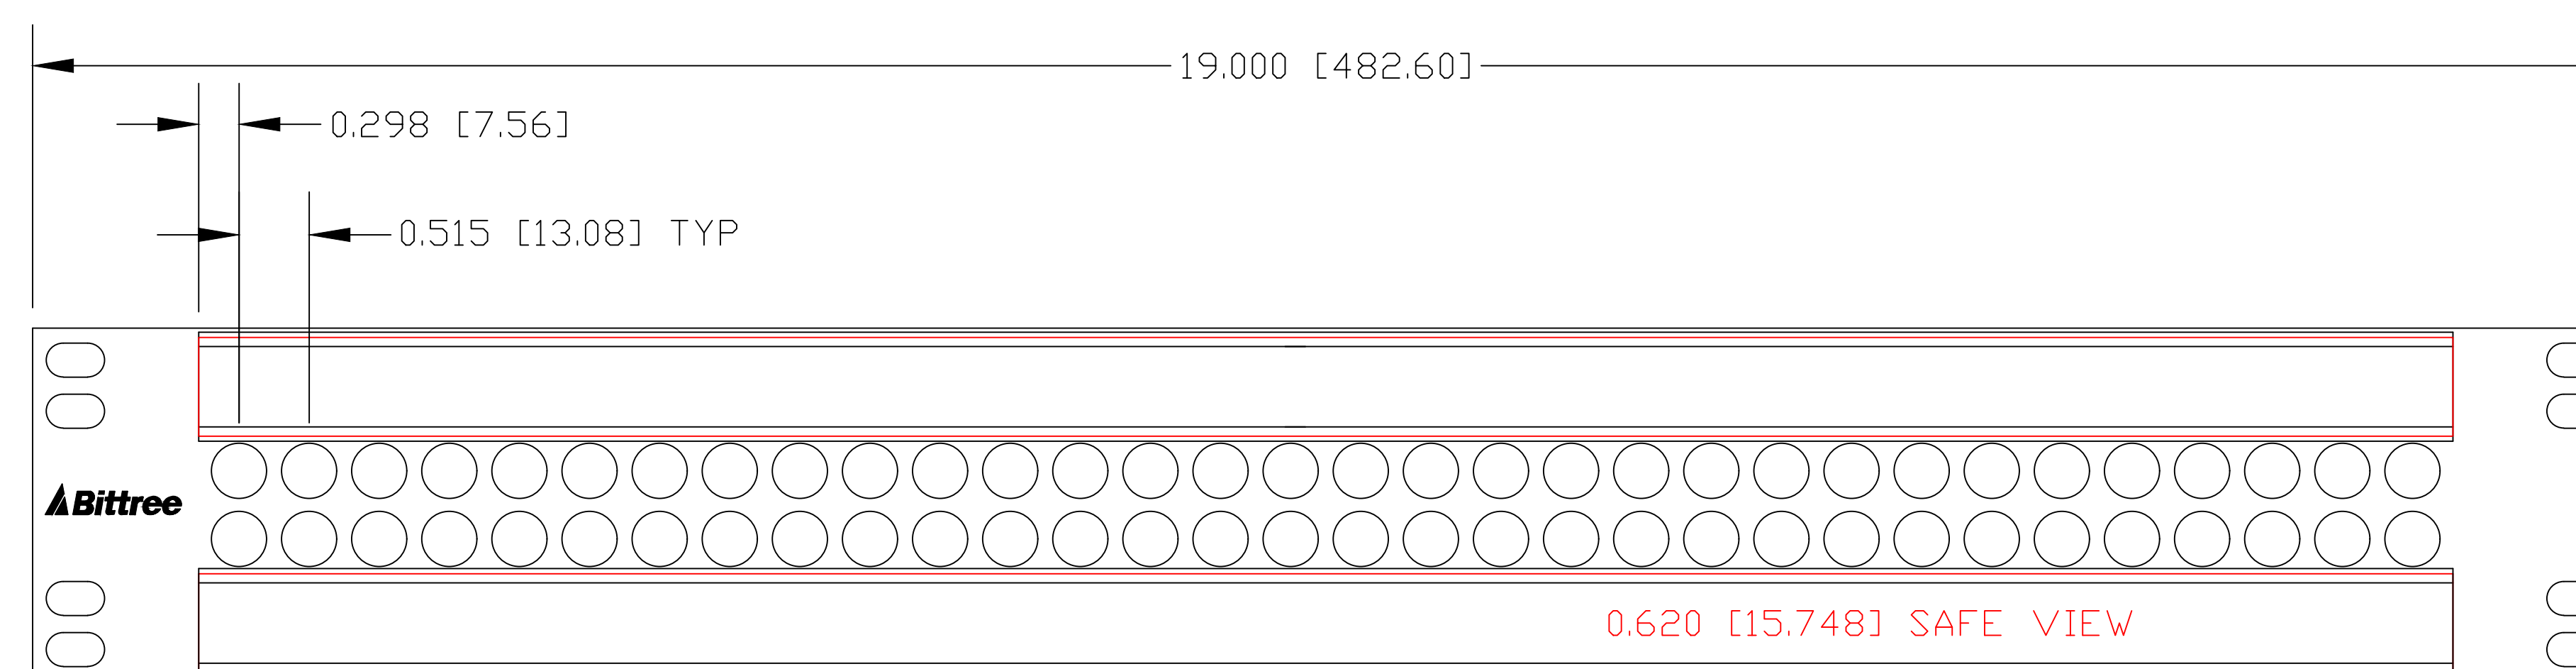 19.000 [482.60]
0.298 [7.56]
0.515 [13.08] TYP
Bittree
0.620 [15.748] SAFE VIEW